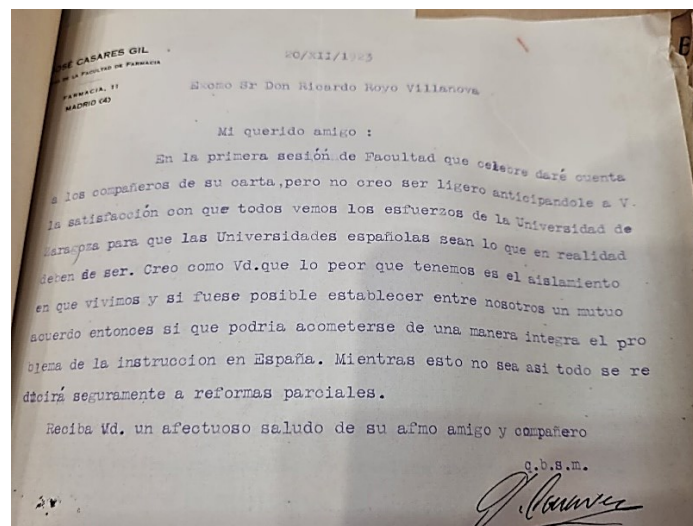 JOSÉ CASARES GIL
DE LA FACULTAD DE FARMACIA
FARMACIA, 11
MADRID (4)
20/XII/1923
Excmo Sr Don Ricardo Royo Villanova
Mi querido amigo :
En la primera sesión de Facultad que celebre daré cuenta
a los compañeros de su carta,pero no creo ser ligero anticipandole a V.
la satisfacción con que todos vemos los esfuerzos de la Universidad de
Zaragoza para que las Universidades españolas sean lo que en realidad
deben de ser. Creo como Vd.que lo peor que tenemos es el aislamiento
en que vivimos y si fuese posible establecer entre nosotros un mutuo
acuerdo entonces si que podria acometerse de una manera integra el pro
blema de la instruccion en España. Mientras esto no sea asi todo se re
ducirá seguramente a reformas parciales.
Reciba Vd. un afectuoso saludo de su afmo amigo y compañero
q.b.s.m.